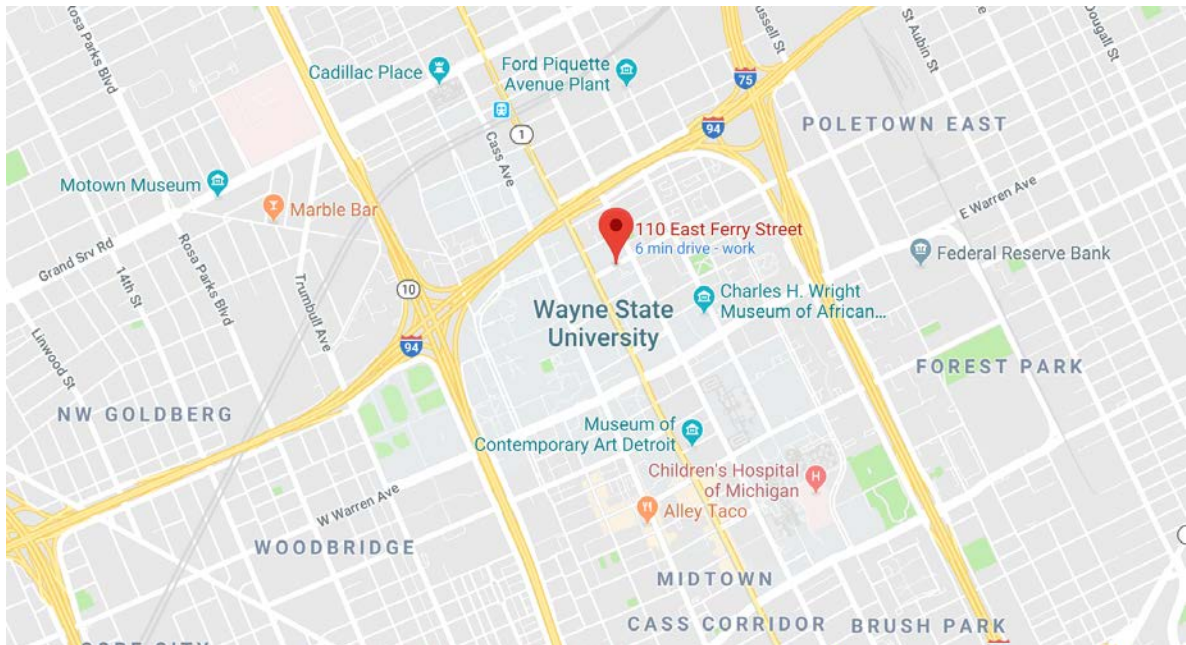 Rosa Parks Blvd
Cadillac Place
Ford Piquette
Avenue Plant
75
St Aubin St
94
1
POLETOWN EAST
Cass Ave
Motown Museum
Marble Bar
E Warren Ave
110 East Ferry Street
6 min drive - work
Federal Reserve Bank
Grand Srv Rd
Rosa Parks Blvd
14th St
Trumbull Ave
10
Charles H. Wright
Museum of African...
Wayne State
University
94
Linwood St
FOREST PARK
NW GOLDBERG
Museum of
Contemporary Art Detroit
Children's Hospital
of Michigan
H
Alley Taco
W Warren Ave
WOODBRIDGE
MIDTOWN
CASS CORRIDOR
BRUSH PARK